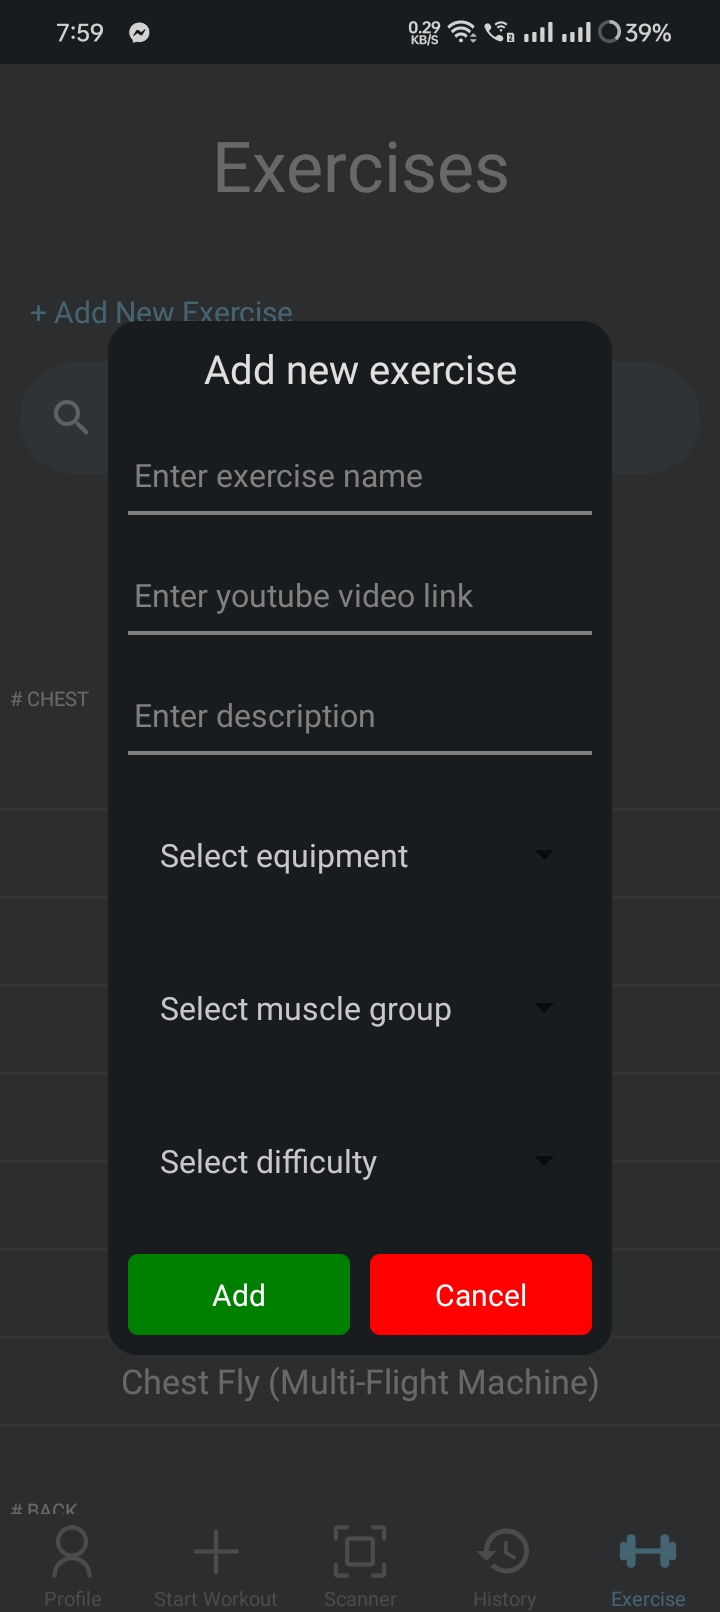 7:59
0.29
KB/S
2
39%
Exercises
+ Add New Exercise
Add new exercise
Enter exercise name
Enter youtube video link
# CHEST
Enter description
Select equipment
Select muscle group
Select difficulty
Add
Cancel
Chest Fly (Multi-Flight Machine)
# BACK
Profile
Start Workout
Scanner
History
Exercise